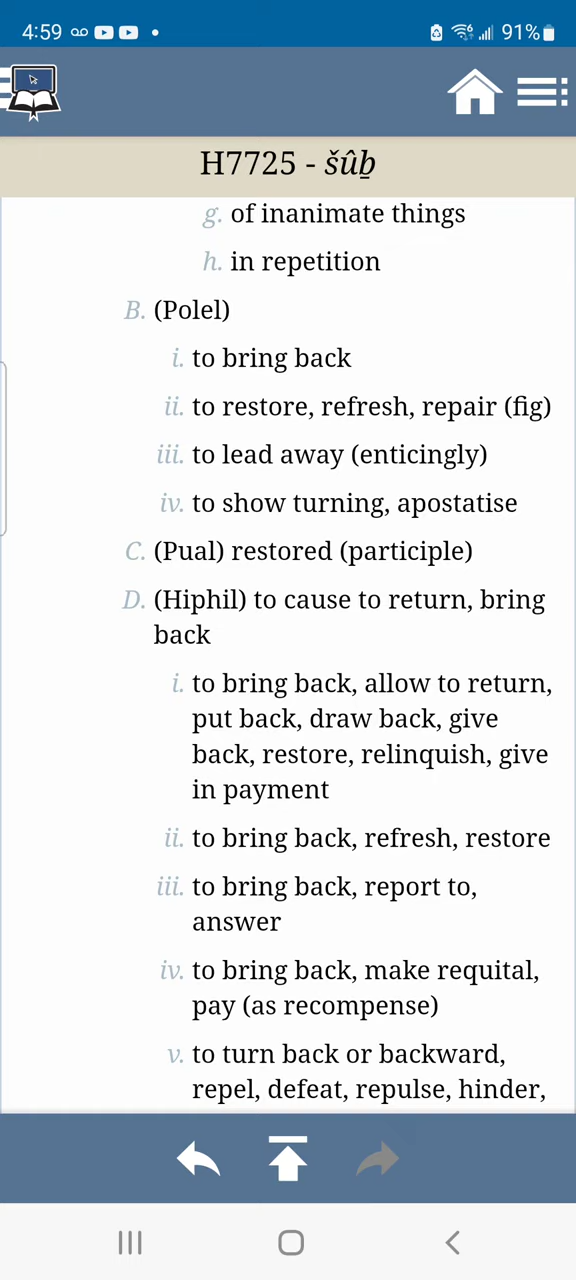 4:59
91%
H7725 - šûḇ
g. of inanimate things
h. in repetition
B. (Polel)
i. to bring back
ii. to restore, refresh, repair (fig)
iii. to lead away (enticingly)
iv. to show turning, apostatise
C. (Pual) restored (participle)
D. (Hiphil) to cause to return, bring
back
i. to bring back, allow to return,
put back, draw back, give
back, restore, relinquish, give
in payment
ii. to bring back, refresh, restore
iii. to bring back, report to,
answer
iv. to bring back, make requital,
pay (as recompense)
v. to turn back or backward,
repel, defeat, repulse, hinder,